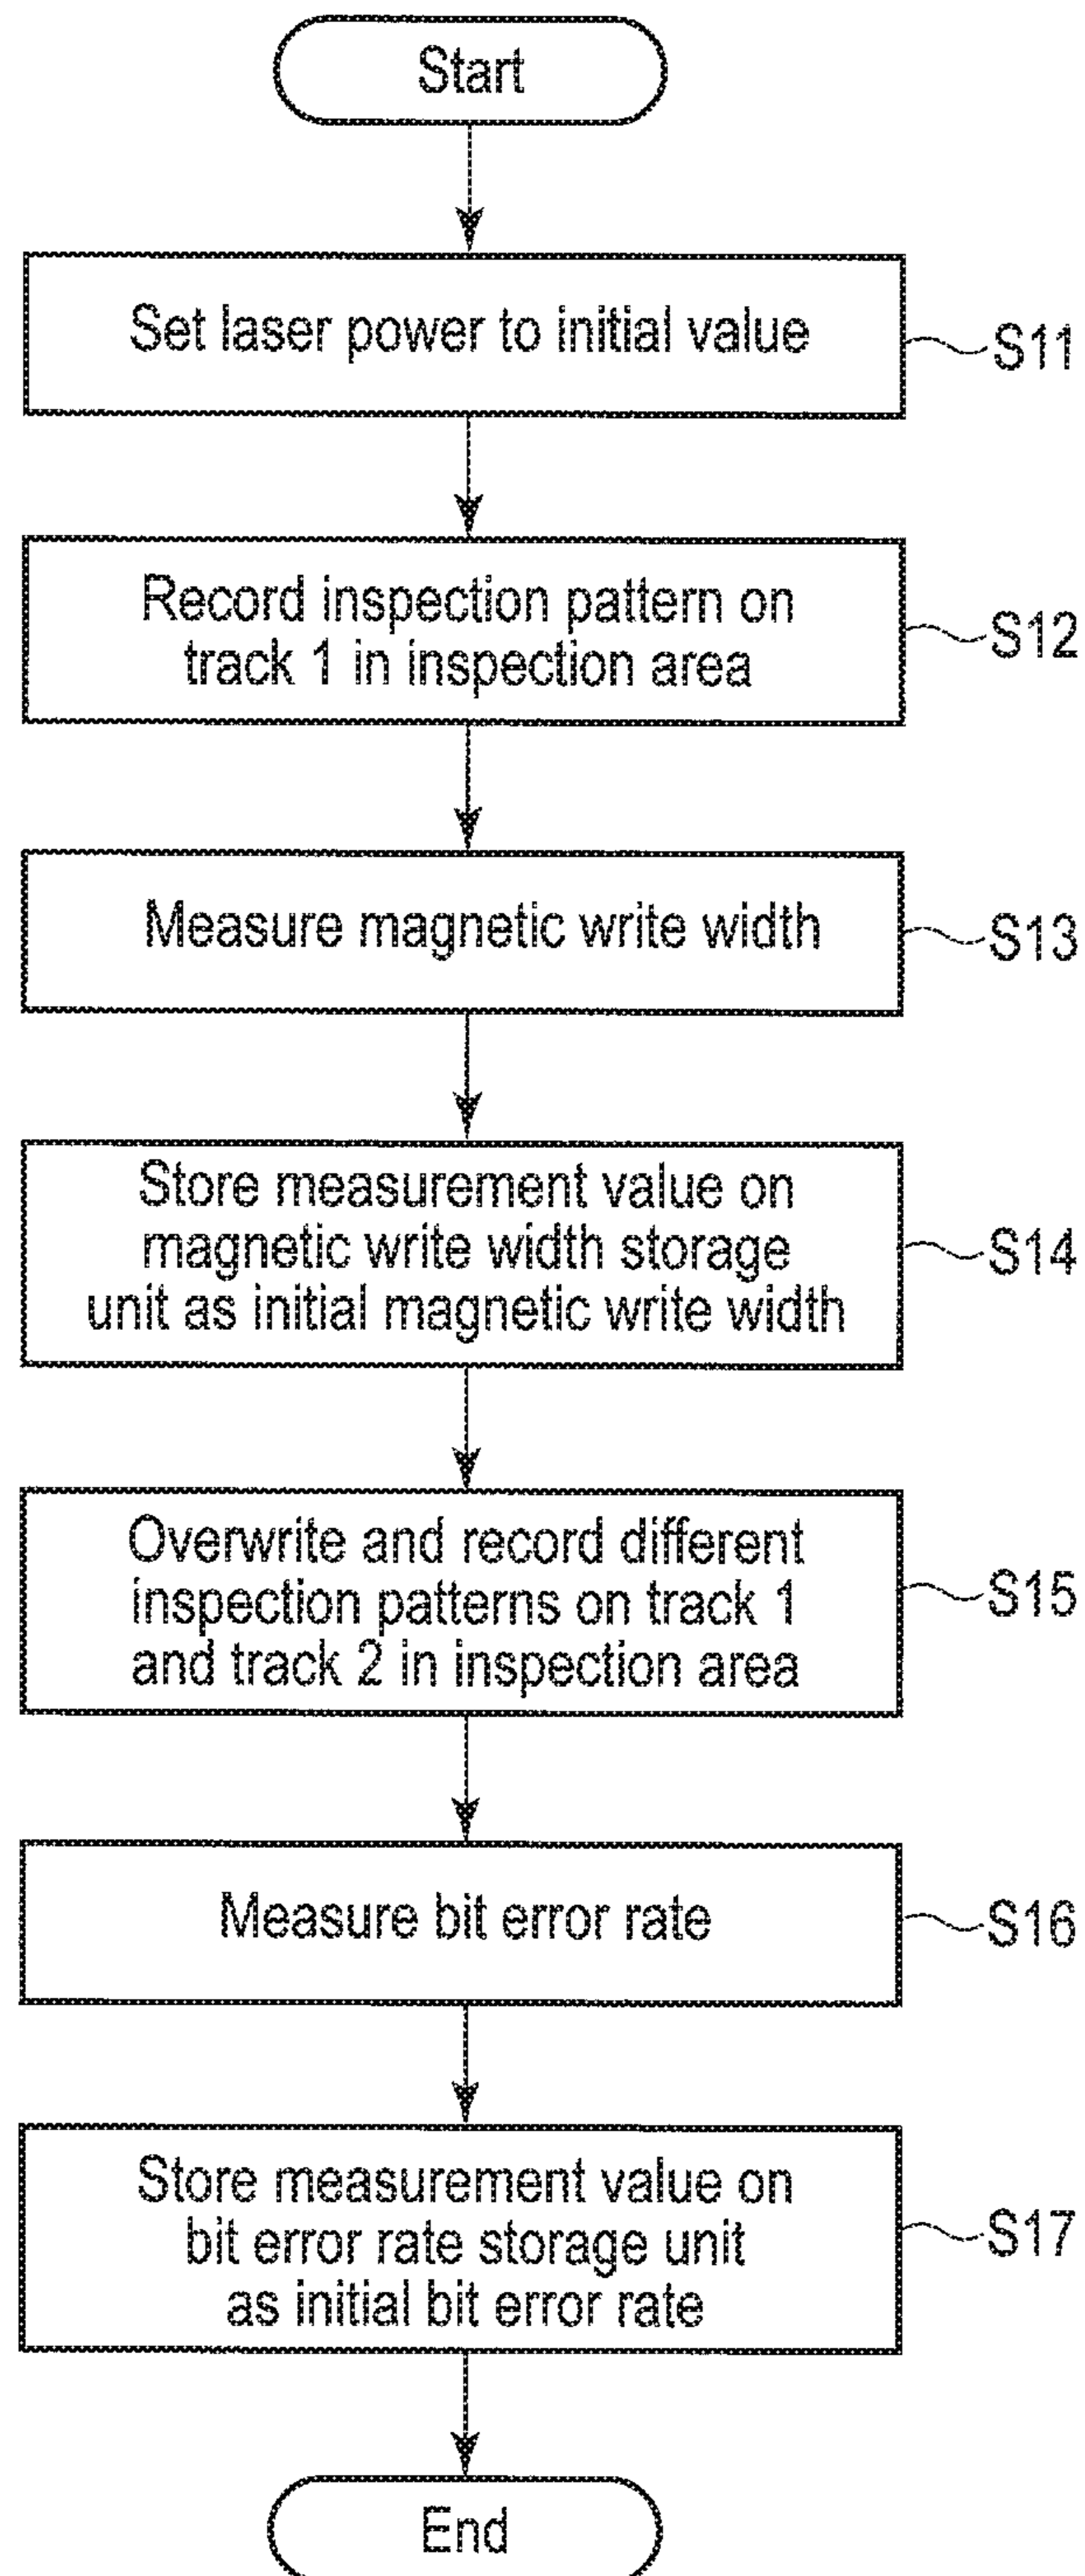 Start
Set laser power to initial value
S11
Record inspection pattern on
track 1 in inspection area
S12
Measure magnetic write width
S13
Store measurement value on
magnetic write width storage
unit as initial magnetic write width
S14
Overwrite and record different
inspection patterns on track 1
and track 2 in inspection area
S15
Measure bit error rate
S16
Store measurement value on
bit error rate storage unit
as initial bit error rate
S17
End